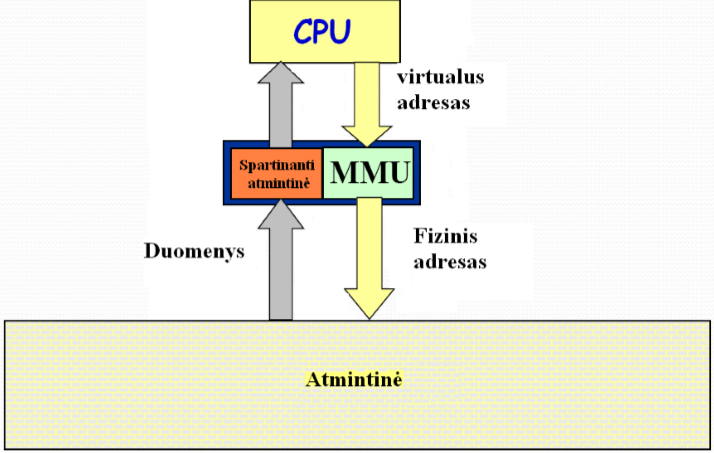 CPU
virtualus
adresas
Spartinanti
atmintinė
MMU
Duomenys
Fizinis
adresas
Atmintinė